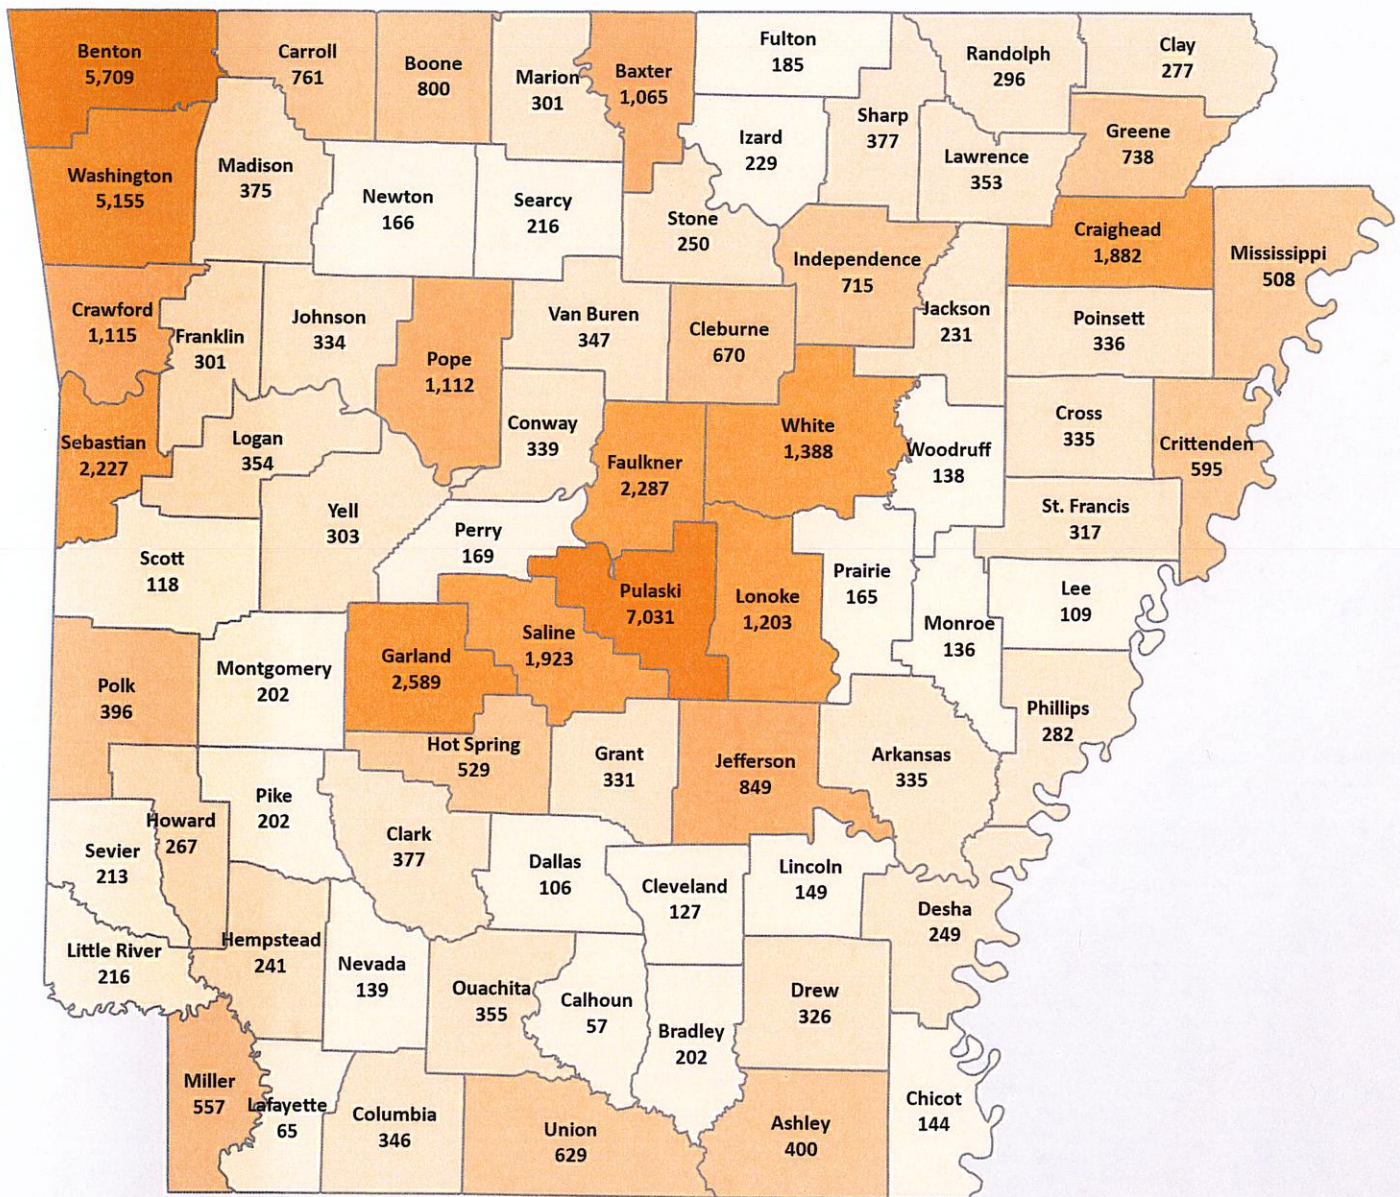 Benton
5,709
Carroll
761
Boone
800
Marion
301
Baxter
1,065
Fulton
185
Randolph
296
Clay
277
Sharp
377
Izard
229
Lawrence
353
Greene
738
Washington
5,155
Madison
375
Newton
166
Searcy
216
Stone
250
Independence
715
Jackson
231
Craighead
1,882
Mississippi
508
Crawford
1,115
Franklin
301
Johnson
334
Pope
1,112
Van Buren
347
Cleburne
670
Poinsett
336
Sebastian
2,227
Logan
354
Conway
339
Faulkner
2,287
White
1,388
Woodruff
138
Cross
335
Crittenden
595
Yell
303
Perry
169
St. Francis
317
Scott
118
Pulaski
7,031
Lonoke
1,203
Prairie
165
Monroe
136
Lee
109
Polk
396
Montgomery
202
Garland
2,589
Saline
1,923
Phillips
282
Hot Spring
529
Grant
331
Jefferson
849
Arkansas
335
Howard
267
Pike
202
Clark
377
Sevier
213
Dallas
106
Cleveland
127
Lincoln
149
Desha
249
Little River
216
Hempstead
241
Nevada
139
Ouachita
355
Calhoun
57
Bradley
202
Drew
326
Miller
557
Lafayette
65
Columbia
346
Union
629
Ashley
400
Chicot
144